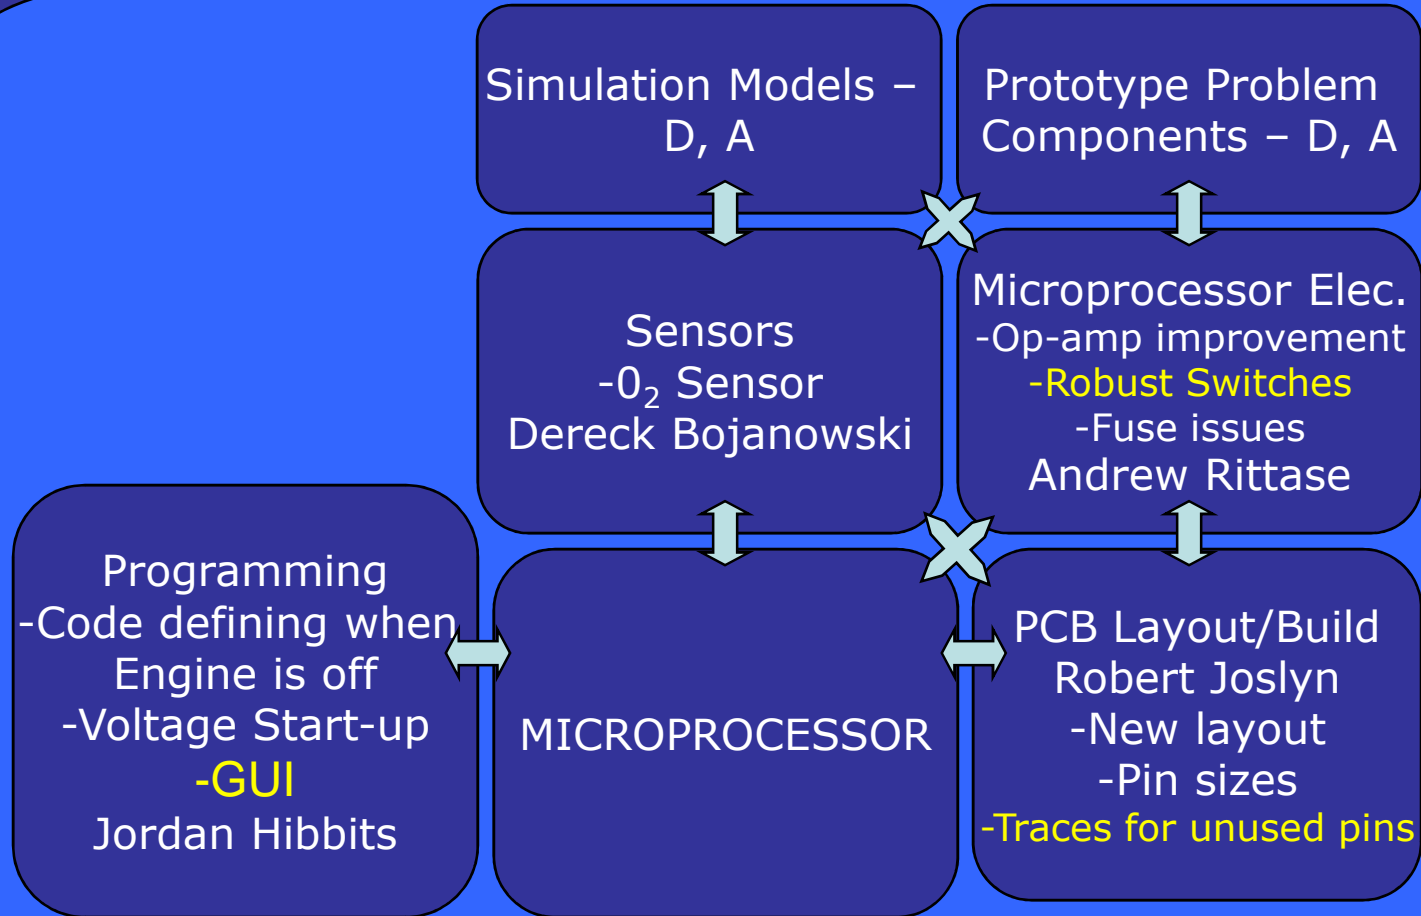 Simulation Models –
D, A
Prototype Problem
Components – D, A
Sensors
-0₂ Sensor
Dereck Bojanowski
Microprocessor Elec.
-Op-amp improvement
-Robust Switches
-Fuse issues
Andrew Rittase
Programming
-Code defining when
Engine is off
-Voltage Start-up
-GUI
Jordan Hibbits
MICROPROCESSOR
PCB Layout/Build
Robert Joslyn
-New layout
-Pin sizes
-Traces for unused pins